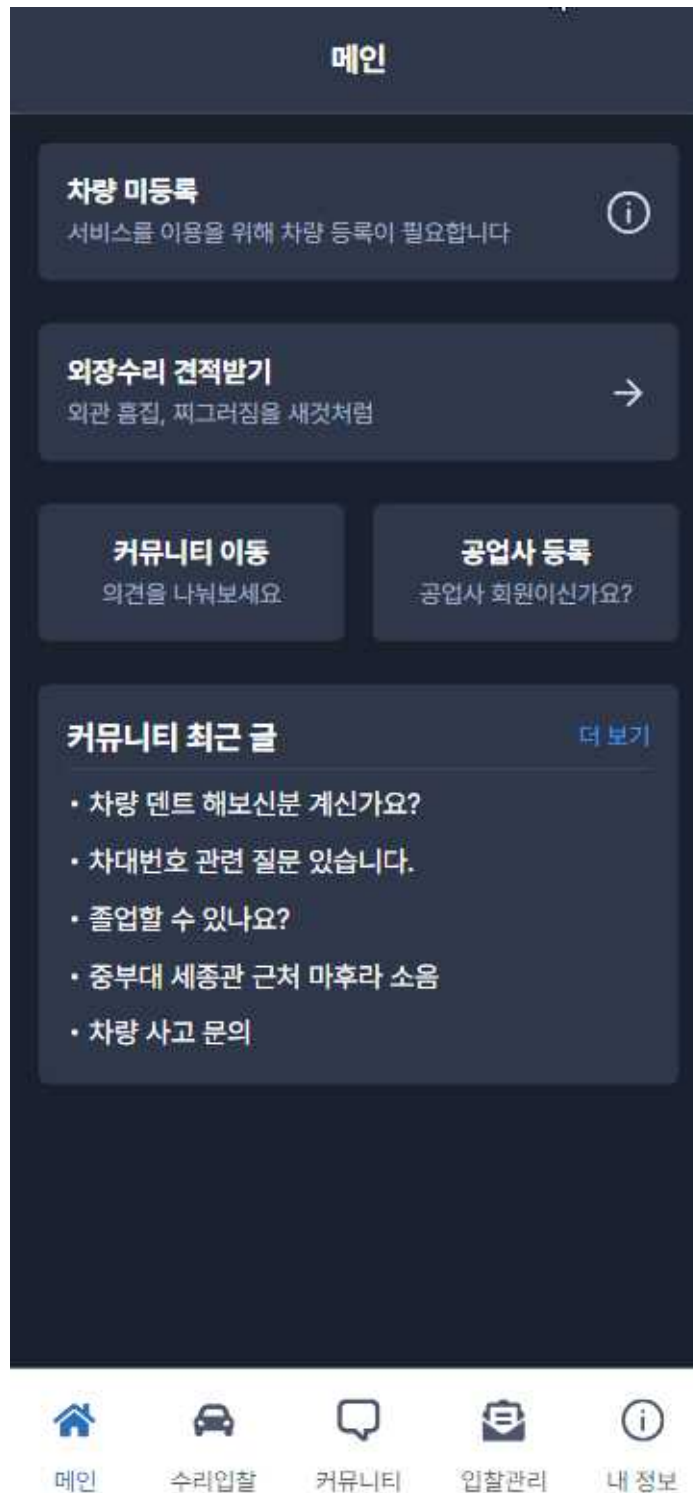 메인
차량 미등록
서비스를 이용을 위해 차량 등록이 필요합니다
외장수리 견적받기
외관 흠집, 찌그러짐을 새것처럼
커뮤니티 이동
의견을 나눠보세요
공업사 등록
공업사 회원이신가요?
커뮤니티 최근 글
더 보기
• 차량 덴트 해보신분 계신가요?
• 차대번호 관련 질문 있습니다.
• 졸업할 수 있나요?
• 중부대 세종관 근처 마후라 소음
• 차량 사고 문의
메인
수리입찰
커뮤니티
입찰관리
내 정보